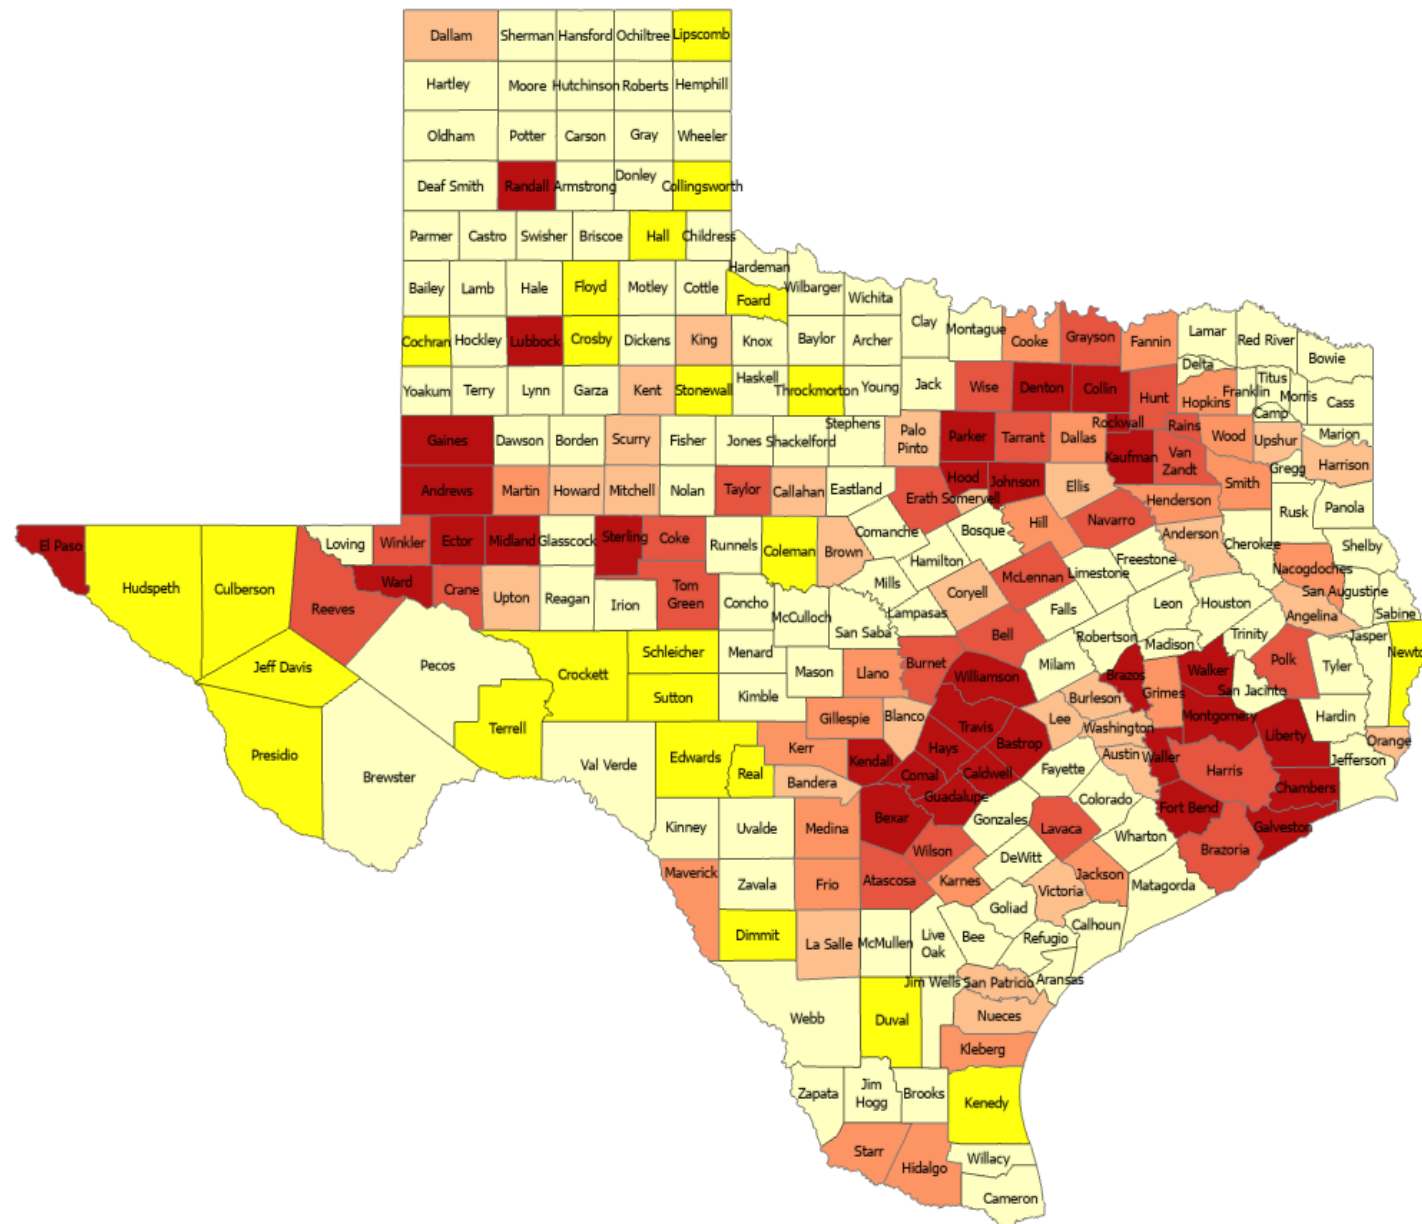 Dallam Sherman Hansford Ochiltree Lipscomb
Hartley Moore Hutchinson Roberts Hemphill
Oldham Potter Carson Gray Wheeler
Deaf Smith Randall Armstrong Donley Collingsworth
Parmer Castro Swisher Briscoe Hall Childress
Hardeman
Bailey Lamb Hale Floyd Motley Cottle Foard Wilbarger Wichita
Cochran Hockley Lubbock Crosby Dickens King Knox Baylor Archer Clay Montague Cooke Grayson Fannin Lamar Red River Bowie
Delta
Yoakum Terry Lynn Garza Kent Stonewall Haskell Throckmorton Young Jack Wise Denton Collin Hunt Hopkins Franklin Titus Morris Cass
Camp
Gaines Dawson Borden Scurry Fisher Jones Shackelford Stephens Palo
Pinto Parker Tarrant Dallas Rockwall Rains Wood Upshur Marion
Andrews Martin Howard Mitchell Nolan Taylor Callahan Eastland Erath Hood Somervell Johnson Ellis Kaufman Van
Zandt Henderson Smith Gregg Harrison
El Paso Loving Winkler Ector Midland Glasscock Sterling Coke Runnels Coleman Brown Comanche Bosque Hill Navarro Anderson Cherokee Rusk Panola
Hudspeth Culberson Reeves Ward Crane Upton Reagan Irion Tom
Green Concho Mills Hamilton Coryell McLennan Limestone Freestone Nacogdoches Shelby
McCulloch San Saba Lampasas Falls Leon Houston Angelina San Augustine Sabine
Jeff Davis Pecos Crockett Schleicher Menard Mason Llano Burnet Bell Milam Robertson Madison Trinity Polk Tyler Jasper Newto
Presidio Brewster Terrell Sutton Kimble Gillespie Blanco Williamson Burleson Brazos Grimes Walker San Jacinto Hardin
Val Verde Edwards Real Kerr Kendall Hays Travis Bastrop Lee Washington Montgomery Liberty Orange
Bandera Comal Caldwell Fayette Austin Waller Harris Jefferson
Kinney Uvalde Medina Bexar Guadalupe Gonzales Colorado Fort Bend Chambers
Wilson Lavaca Wharton Brazoria Galveston
Maverick Zavala Frio Atascosa Karnes DeWitt Jackson Matagorda
Dimmit La Salle McMullen Live
Oak Bee Goliad Victoria Refugio Calhoun
Jim Wells San Patricio Aransas
Webb Duval Nueces
Kleberg
Zapata Jim
Hogg Brooks Kenedy
Starr Hidalgo Willacy
Cameron